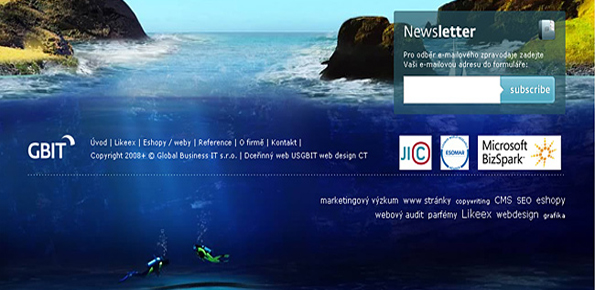 Newsletter
Pro odběr e-mailového zpravodaje zadejte
Vaši e-mailovou adresu do formuláře:
subscribe
GBIT
Úvod | Likeex | Eshopy / weby | Reference | O firmě | Kontakt |
Copyright 2008+ © Global Business IT s.r.o. | Dceřinný web USGBIT web design CT
JIC
ESOMAR
Microsoft
BizSpark
marketingový výzkum www stránky copywriting CMS SEO eshopy
webový audit parfémy Likeex webdesign grafika